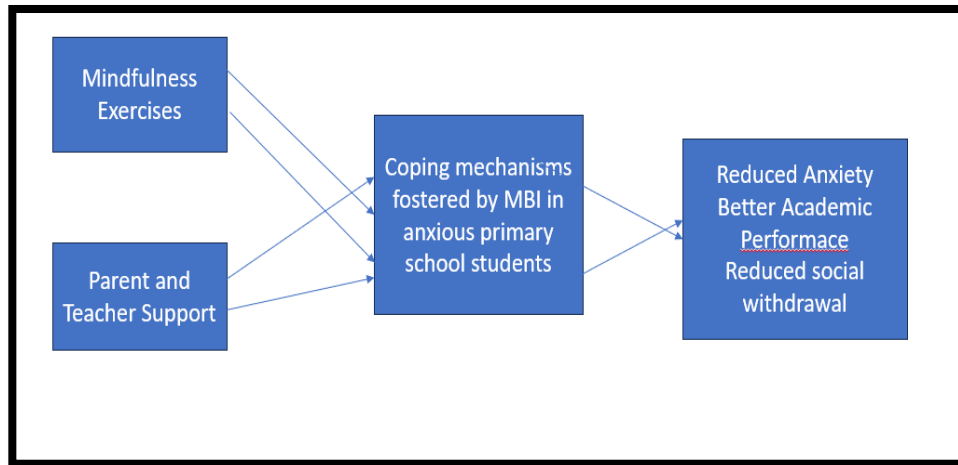 Mindfulness
Exercises
Parent and
Teacher Support
Coping mechanisms
fostered by MBI in
anxious primary
school students
Reduced Anxiety
Better Academic
Performace
Reduced social
withdrawal